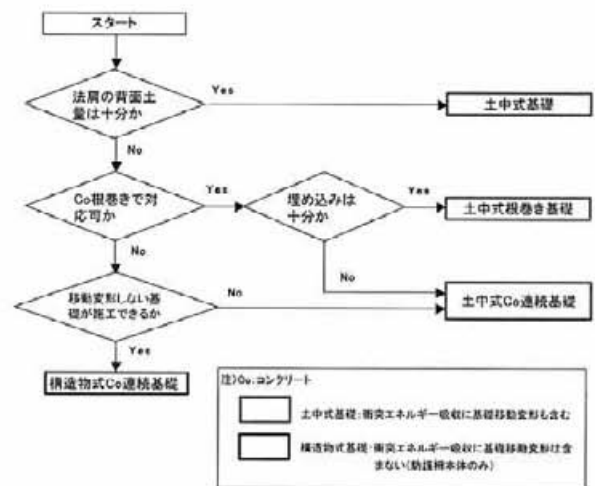 スタート
法肩の背面土
量は十分か
Yes
土中式基礎
No
Co根巻きで対
応可か
Yes
埋め込みは
十分か
Yes
土中式根巻き基礎
No
No
土中式Co連続基礎
移動変形しない基
礎が施工できるか
No
Yes
構造物式Co連続基礎
注)Co.コンクリート
土中式基礎:衝突エネルギー吸収に基礎移動変形も含む
構造物式基礎・衝突エネルギー吸収に基礎移動変形は含
まない(防護柵本体のみ)